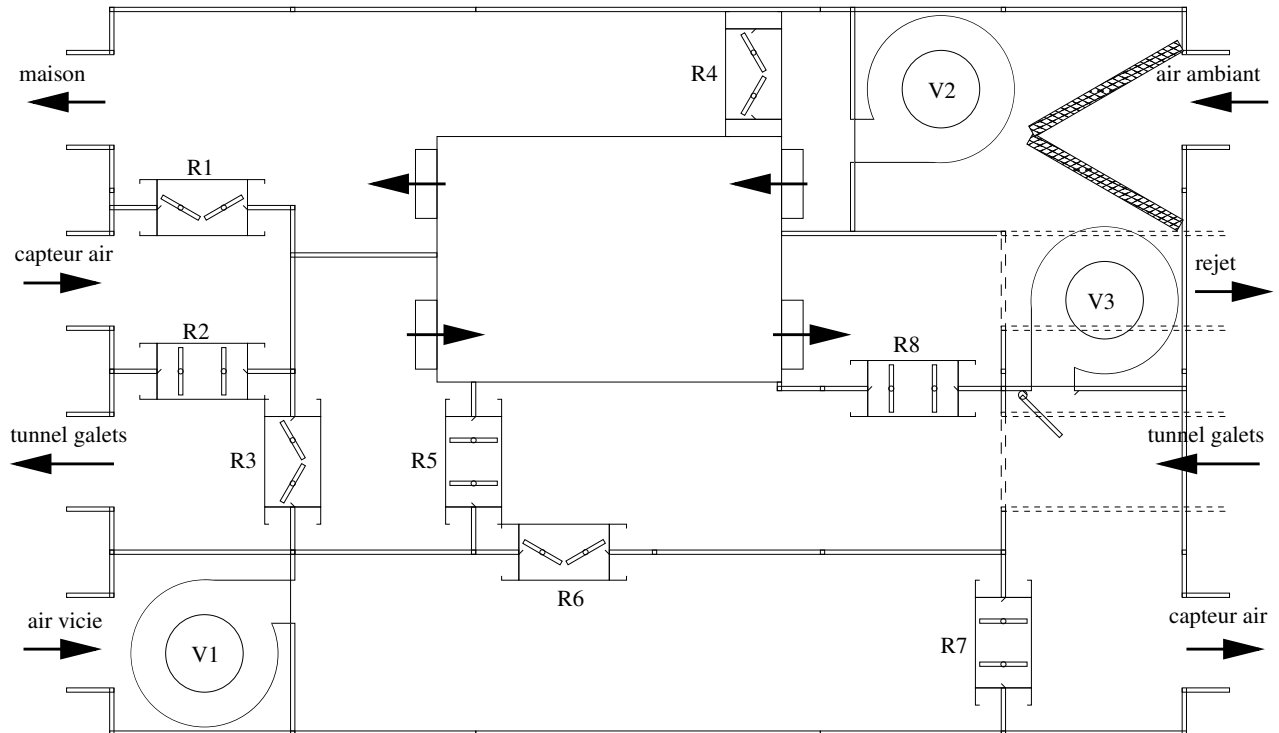 maison
R4
V2
air ambiant
R1
capteur air
rejet
V3
R2
R8
tunnel galets
R3
R5
tunnel galets
R6
air vicie
V1
R7
capteur air